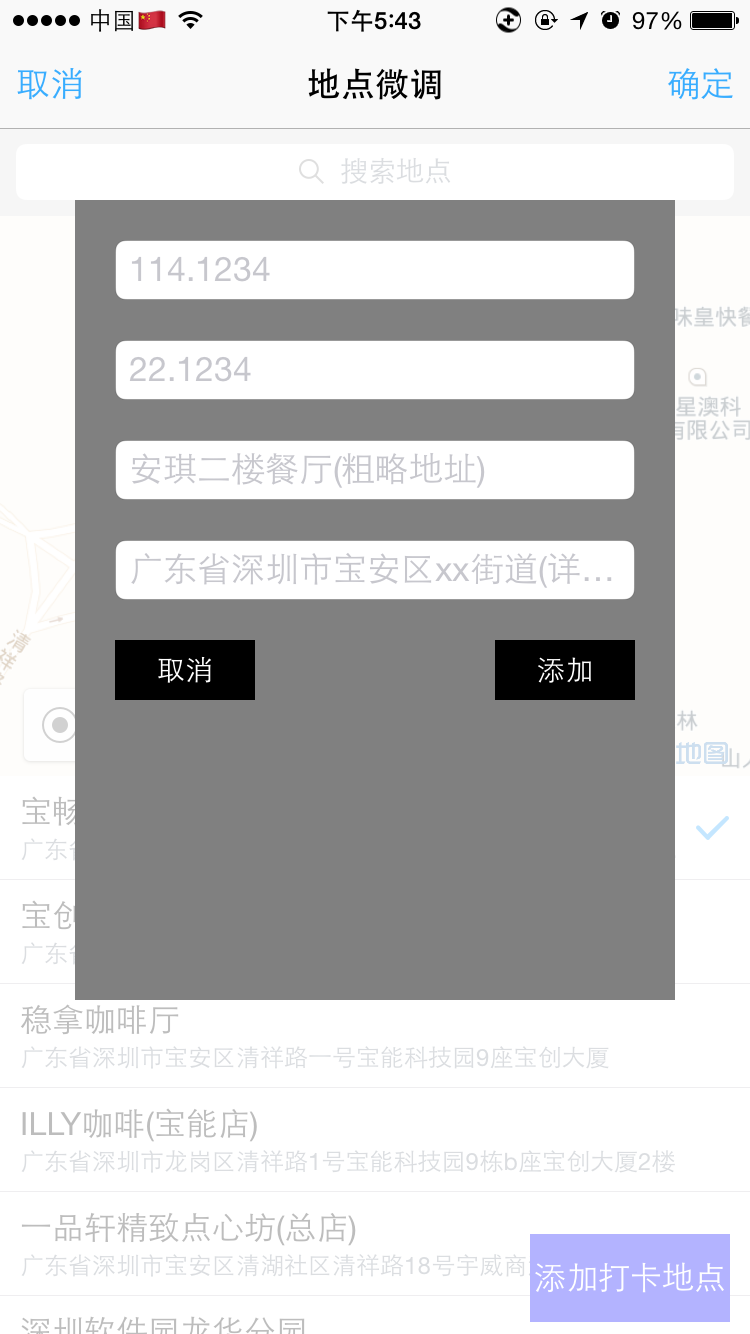 中国🇨🇳 下午5:43 97%
取消 地点微调 确定
搜索地点
114.1234
味皇快餐
22.1234
星澳科
有限公司
安琪二楼餐厅(粗略地址)
广东省深圳市宝安区xx街道(详...
清祥
取消 添加
林
地图
山
宝畅
广东省
宝创
广东省
稳拿咖啡厅
广东省深圳市宝安区清祥路一号宝能科技园9座宝创大厦
ILLY咖啡(宝能店)
广东省深圳市龙岗区清祥路1号宝能科技园9栋b座宝创大厦2楼
一品轩精致点心坊(总店)
广东省深圳市宝安区清湖社区清祥路18号宇威商
添加打卡地点
深圳软件园龙华分园